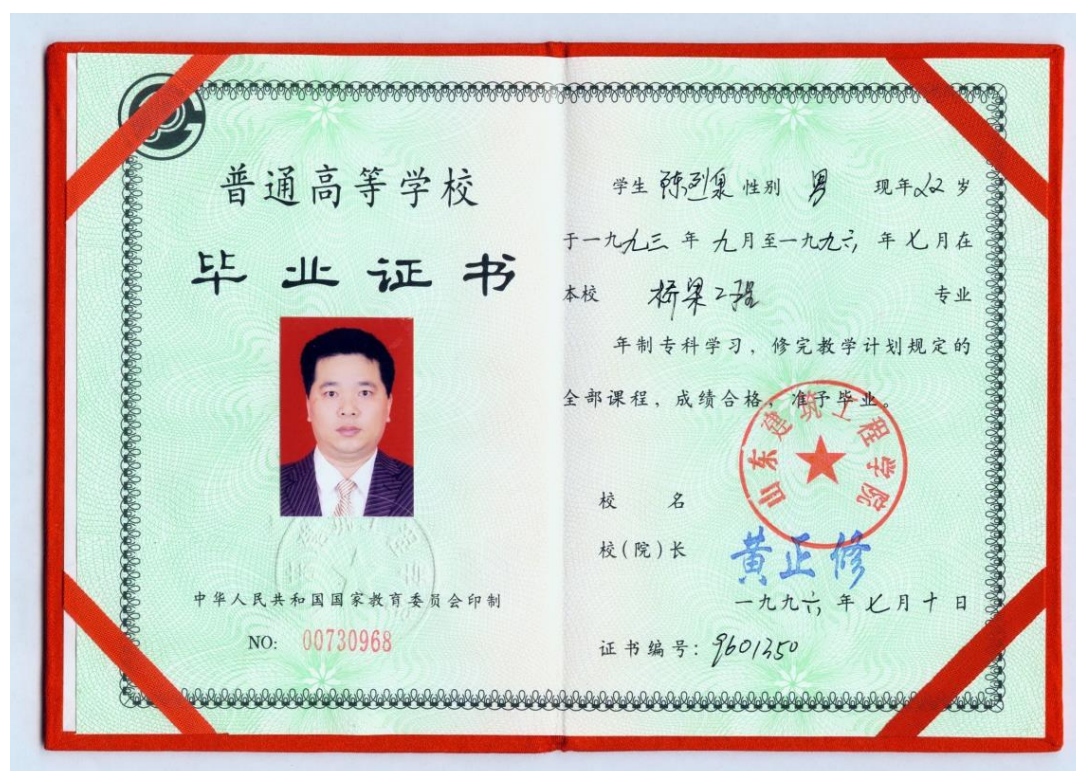 普通高等学校
毕业证书
中华人民共和国国家教育委员会印制
NO: 00730968
学生 陈烈泉 性别 男 现年22岁
于一九九三年九月至一九九六年七月在
本校 桥梁工程 专业
年制专科学习，修完教学计划规定的
全部课程，成绩合格，准予毕业。
山东建筑工程学院
校 名
校(院)长 黄正修
一九九六年七月十日
证书编号：9601350